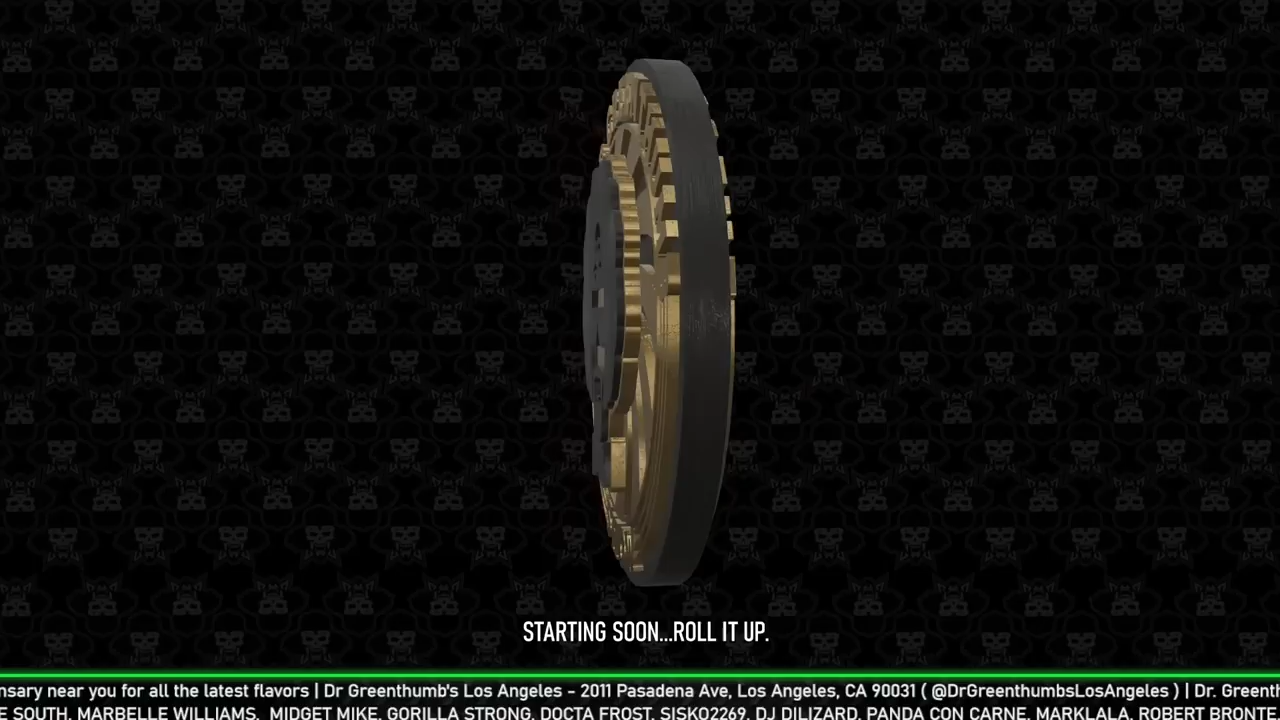 STARTING SOON...ROLL IT UP.
nsary near you for all the latest flavors | Dr Greenthumb's Los Angeles - 2011 Pasadena Ave, Los Angeles, CA 90031 ( @DrGreenthumbsLosAngeles ) | Dr. Greenth
E SOUTH, MARBELLE WILLIAMS, MIDGET MIKE, GORILLA STRONG, DOCTA FROST, SISKO2269, DJ DILIZARD, PANDA CON CARNE, MARKLALA, ROBERT BRONTE